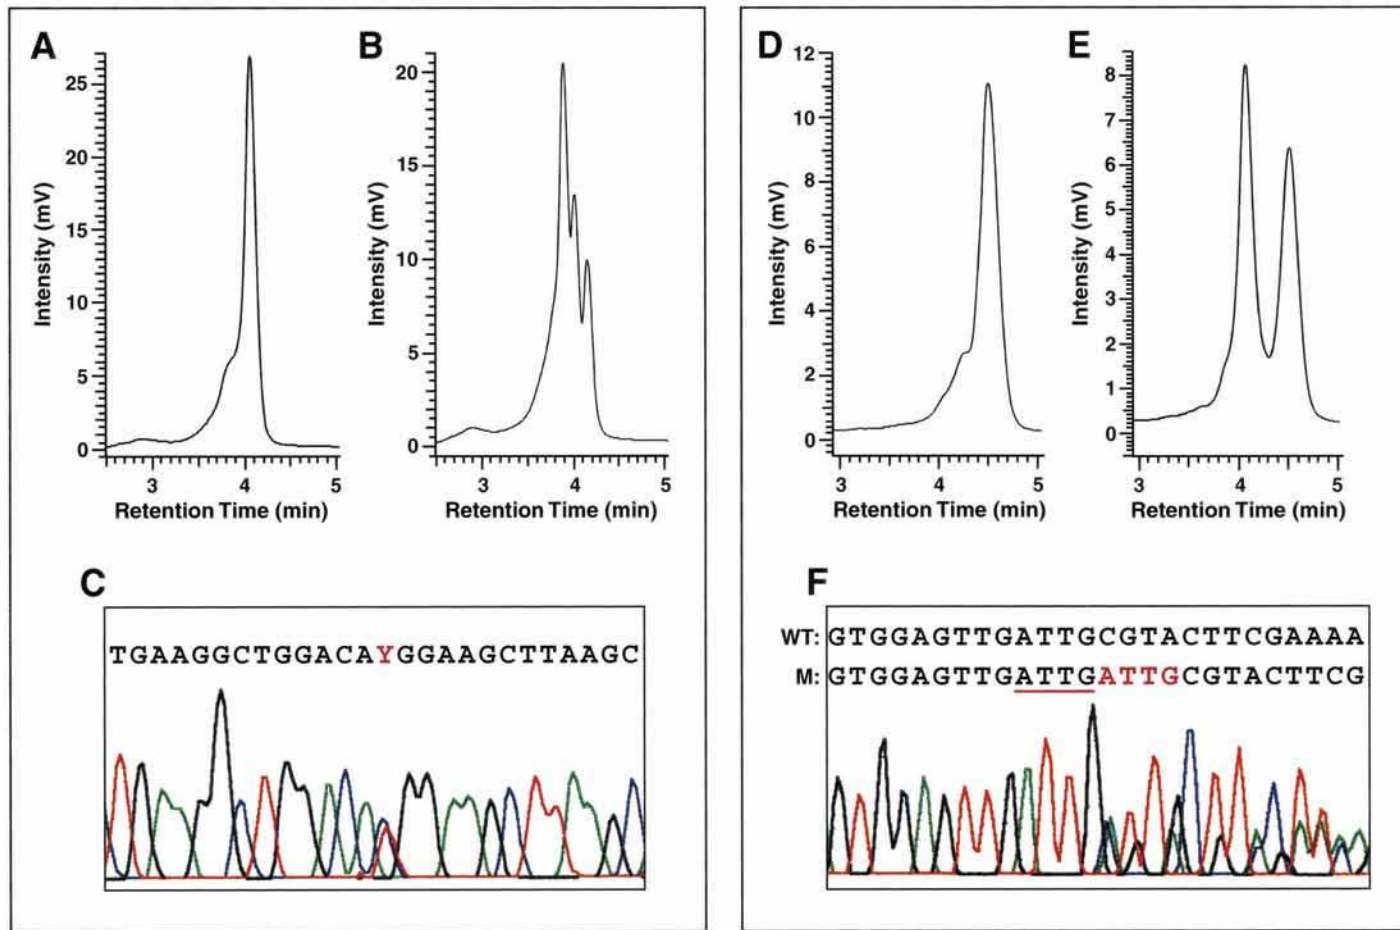 A
B
25
20
15
10
5
0
Intensity (mV)
3 4 5
Retention Time (min)
20
15
10
5
0
Intensity (mV)
3 4 5
Retention Time (min)
C
TGAAGGCTGGACAYGGAAGCTTAAGC
D
E
12
10
8
6
4
2
0
Intensity (mV)
3 4 5
Retention Time (min)
8
7
6
5
4
3
2
1
0
Intensity (mV)
3 4 5
Retention Time (min)
F
WT: GTGGAGTTGATTGCGTACTTCGAAAA
M: GTGGAGTTGATTGATTGCGTACTTCG